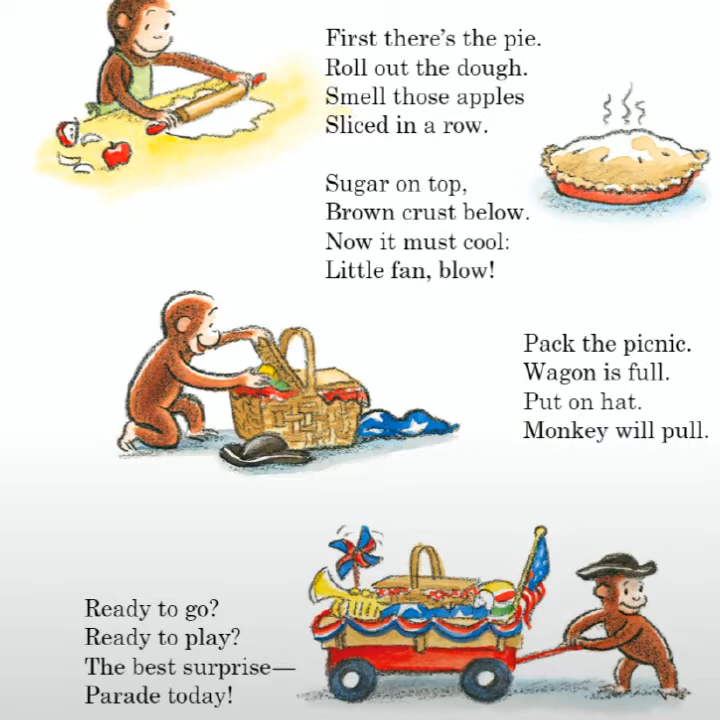 First there's the pie.
Roll out the dough.
Smell those apples
Sliced in a row.
Sugar on top,
Brown crust below.
Now it must cool:
Little fan, blow!
Pack the picnic.
Wagon is full.
Put on hat.
Monkey will pull.
Ready to go?
Ready to play?
The best surprise—
Parade today!